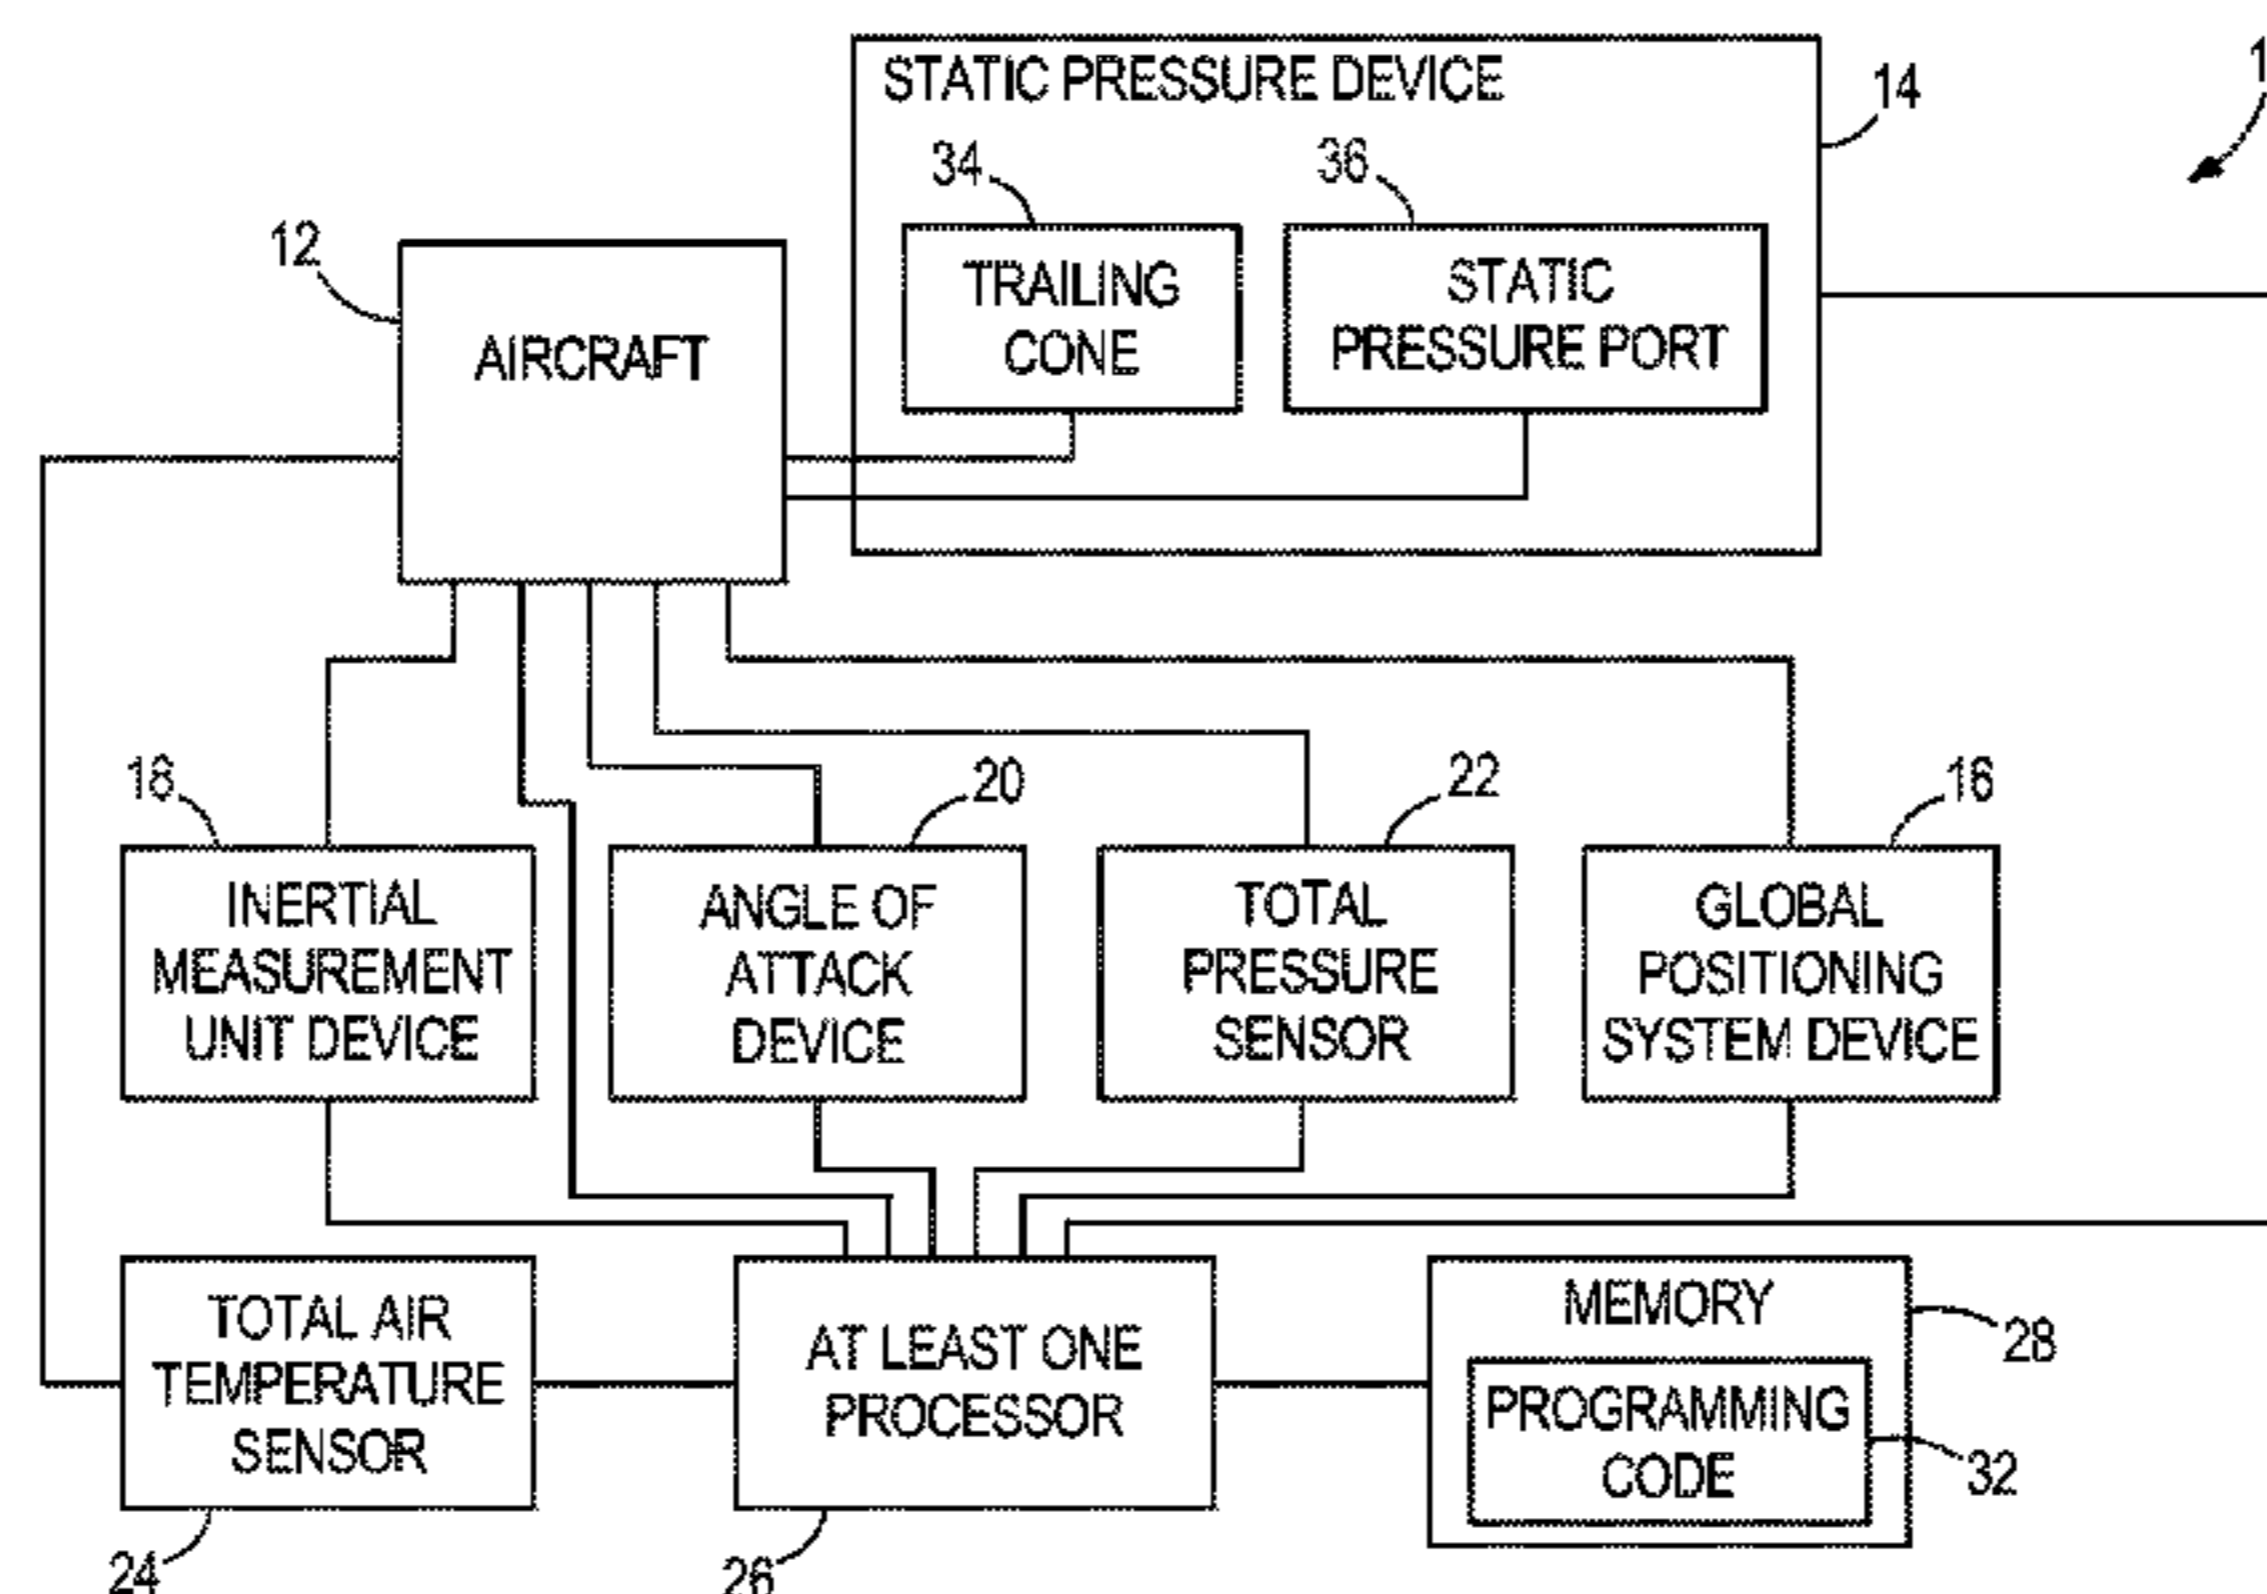 STATIC PRESSURE DEVICE
14
34
36
12
TRAILING
CONE
STATIC
PRESSURE PORT
AIRCRAFT
18
20
22
16
INERTIAL
MEASUREMENT
UNIT DEVICE
ANGLE OF
ATTACK
DEVICE
TOTAL
PRESSURE
SENSOR
GLOBAL
POSITIONING
SYSTEM DEVICE
TOTAL AIR
TEMPERATURE
SENSOR
AT LEAST ONE
PROCESSOR
MEMORY
28
PROGRAMMING
CODE
32
24
26